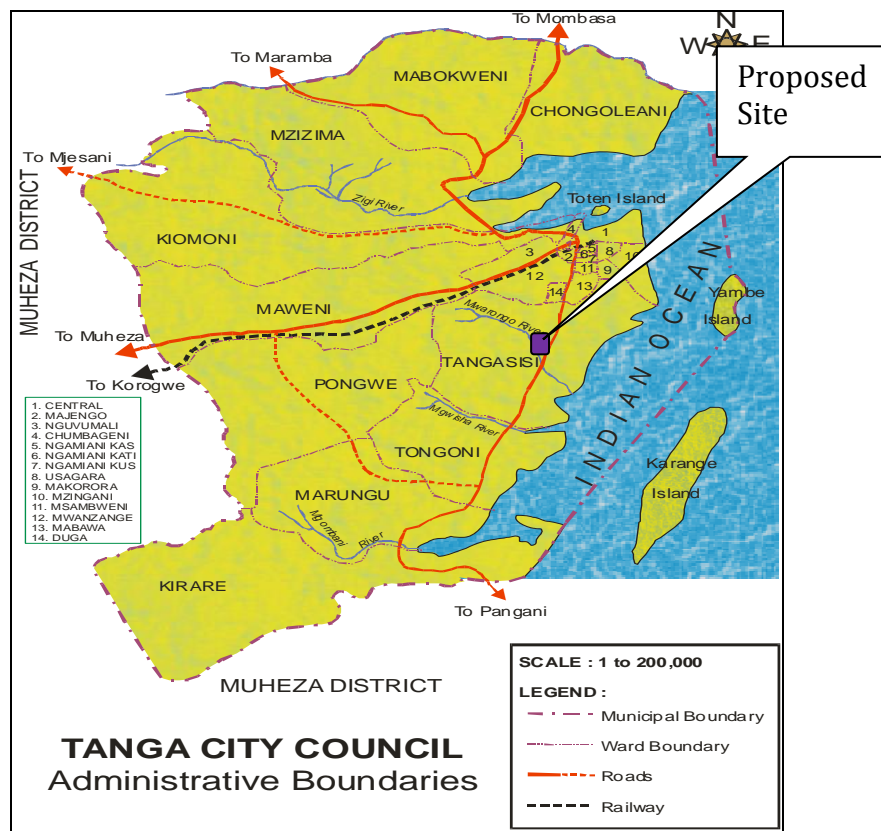 To Mombasa
N
W E
To Maramba
MABOKWENI
Proposed
Site
CHONGOLEANI
MZIZIMA
To Mjesani
MUHEZA DISTRICT
Zigi River
Toten Island
KIOMONI
4
1
5
3
2
6
7
8
10
11
9
12
13
14
MAWENI
Mwarongo River
INDIAN OCEAN
Yambe
Island
To Muheza
TANGASISI
To Korogwe
PONGWE
Mgwisha River
1. CENTRAL
2. MAJENGO
3. NGUVUMALI
4. CHUMBAGENI
5. NGAMIANI KAS
6. NGAMIANI KATI
7. NGAMIANI KUS
8. USAGARA
9. MAKORORA
10. MZINGANI
11. MSAMBWENI
12. MWANZANGE
13. MABAWA
14. DUGA
TONGONI
Karange
Island
MARUNGU
Mgombeni
River
KIRARE
To Pangani
MUHEZA DISTRICT
SCALE : 1 to 200,000
LEGEND :
Municipal Boundary
Ward Boundary
Roads
Railway
TANGA CITY COUNCIL
Administrative Boundaries